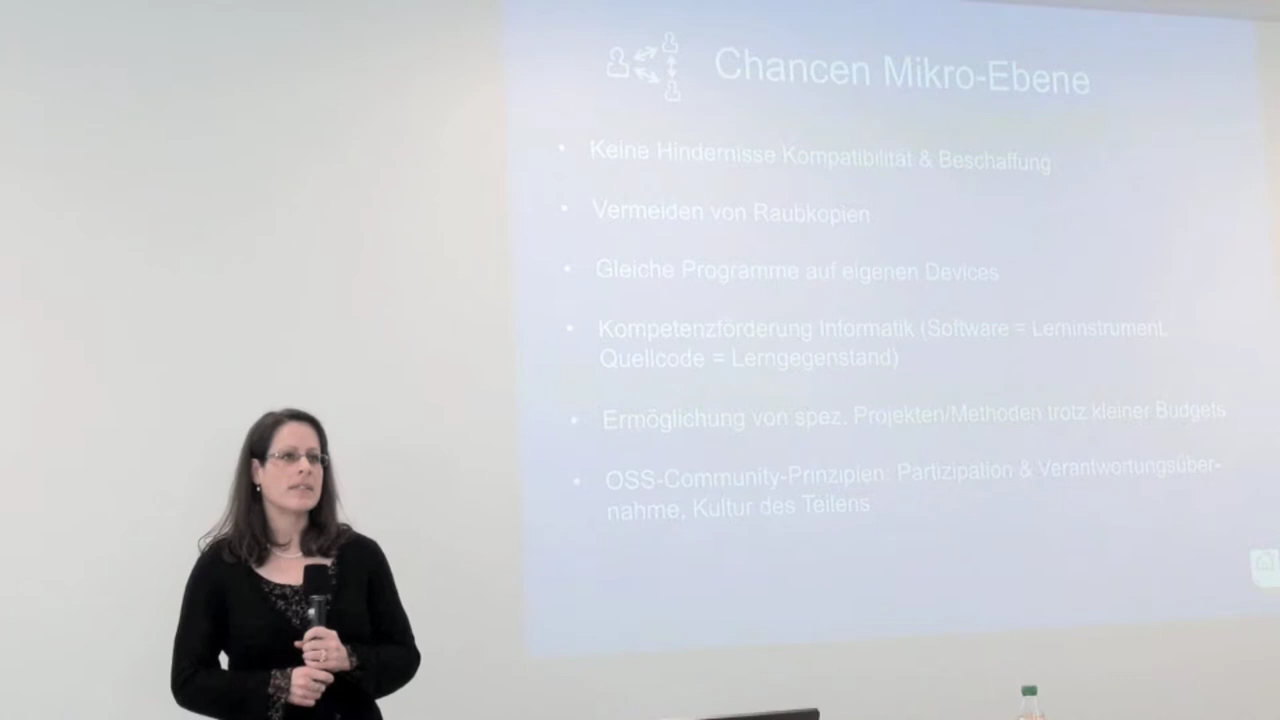 Chancen Mikro-Ebene
• Keine Hindernisse Kompatibilität & Beschaffung
• Vermeiden von Raubkopien
• Gleiche Programme auf eigenen Devices
• Kompetenzförderung Informatik (Software = Lerninstrument,
Quellcode = Lerngegenstand)
• Ermöglichung von spez. Projekten/Methoden trotz kleiner Budgets
• OSS-Community-Prinzipien: Partizipation & Verantwortungsüber-
nahme, Kultur des Teilens